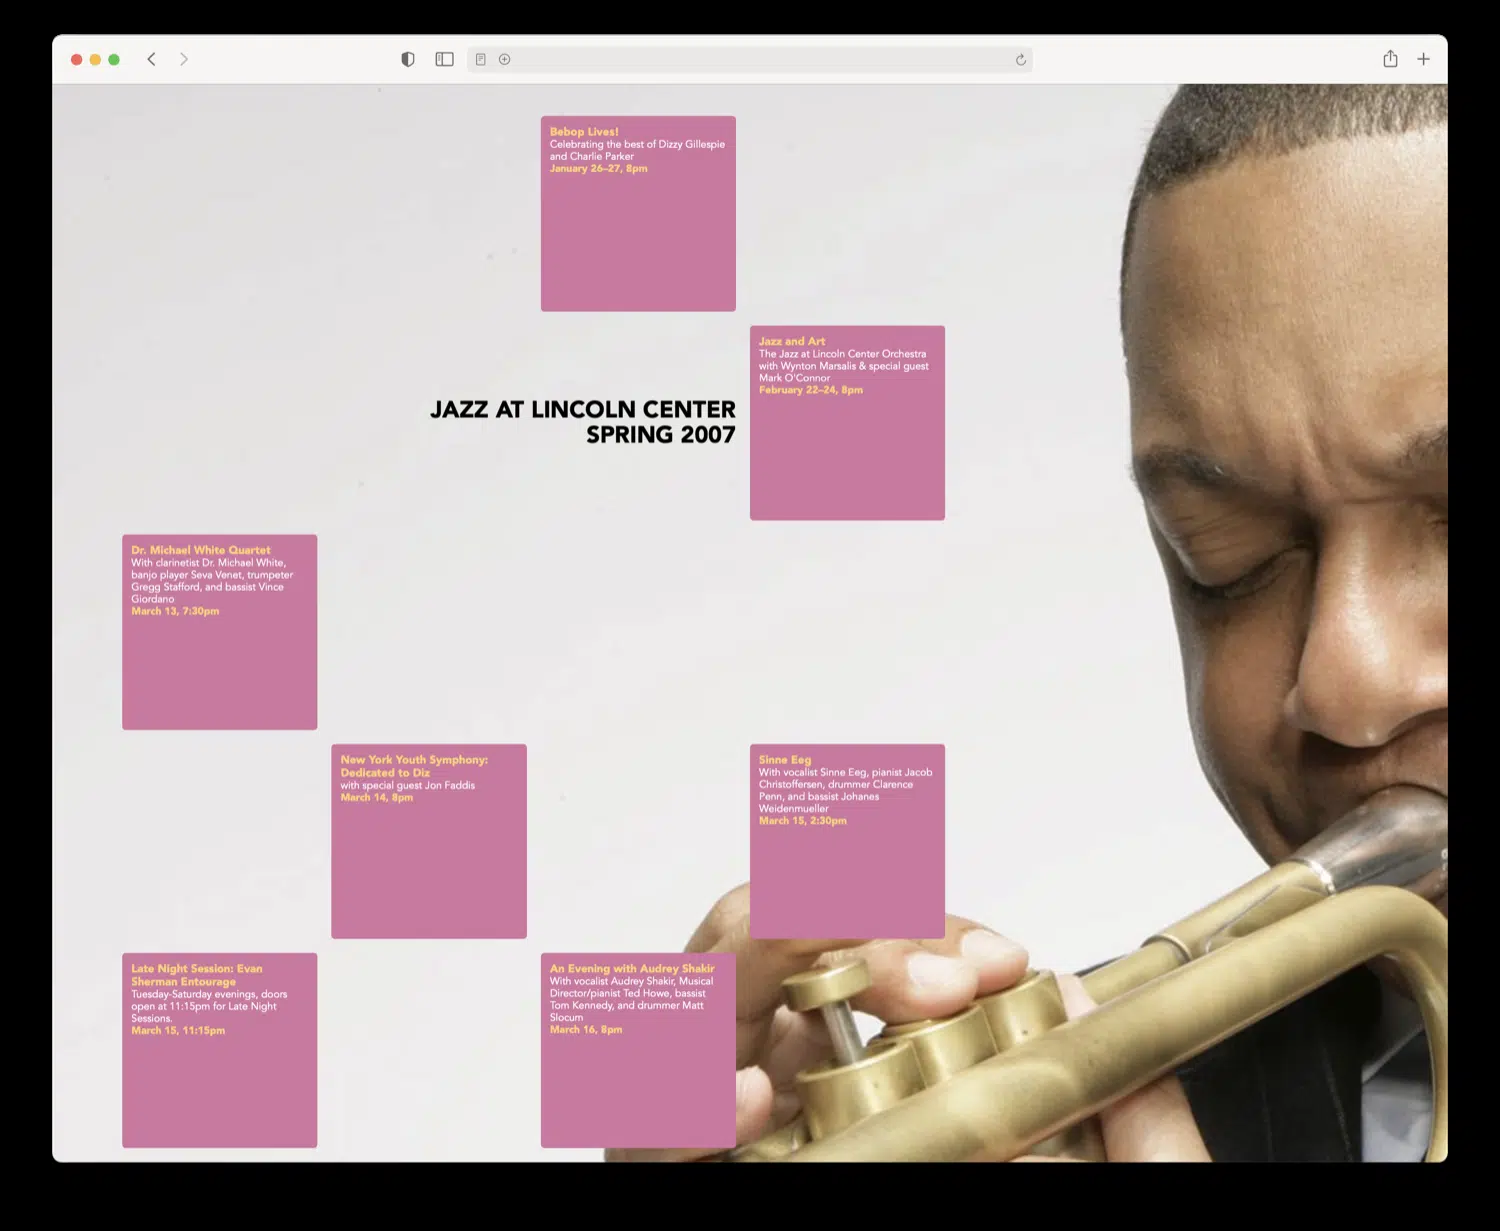 Bebop Lives!
Celebrating the best of Dizzy Gillespie
and Charlie Parker
January 26–27, 8pm
Jazz and Art
The Jazz at Lincoln Center Orchestra
with Wynton Marsalis & special guest
Mark O'Connor
February 22–24, 8pm
JAZZ AT LINCOLN CENTER
SPRING 2007
Dr. Michael White Quartet
With clarinetist Dr. Michael White,
banjo player Seva Venet, trumpeter
Gregg Stafford, and bassist Vince
Giordano
March 13, 7:30pm
New York Youth Symphony:
Dedicated to Diz
with special guest Jon Faddis
March 14, 8pm
Sinne Eeg
With vocalist Sinne Eeg, pianist Jacob
Christoffersen, drummer Clarence
Penn, and bassist Johanes
Weidenmueller
March 15, 2:30pm
Late Night Session: Evan
Sherman Entourage
Tuesday-Saturday evenings, doors
open at 11:15pm for Late Night
Sessions.
March 15, 11:15pm
An Evening with Audrey Shakir
With vocalist Audrey Shakir, Musical
Director/pianist Ted Howe, bassist
Tom Kennedy, and drummer Matt
Slocum
March 16, 8pm